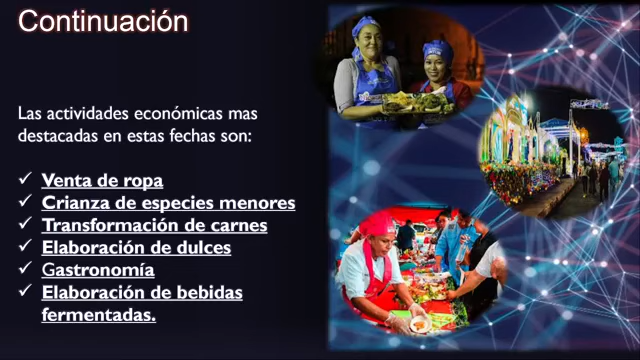 Continuación
Las actividades económicas mas
destacadas en estas fechas son:
✓ Venta de ropa
✓ Crianza de especies menores
✓ Transformación de carnes
✓ Elaboración de dulces
✓ Gastronomía
✓ Elaboración de bebidas
fermentadas.